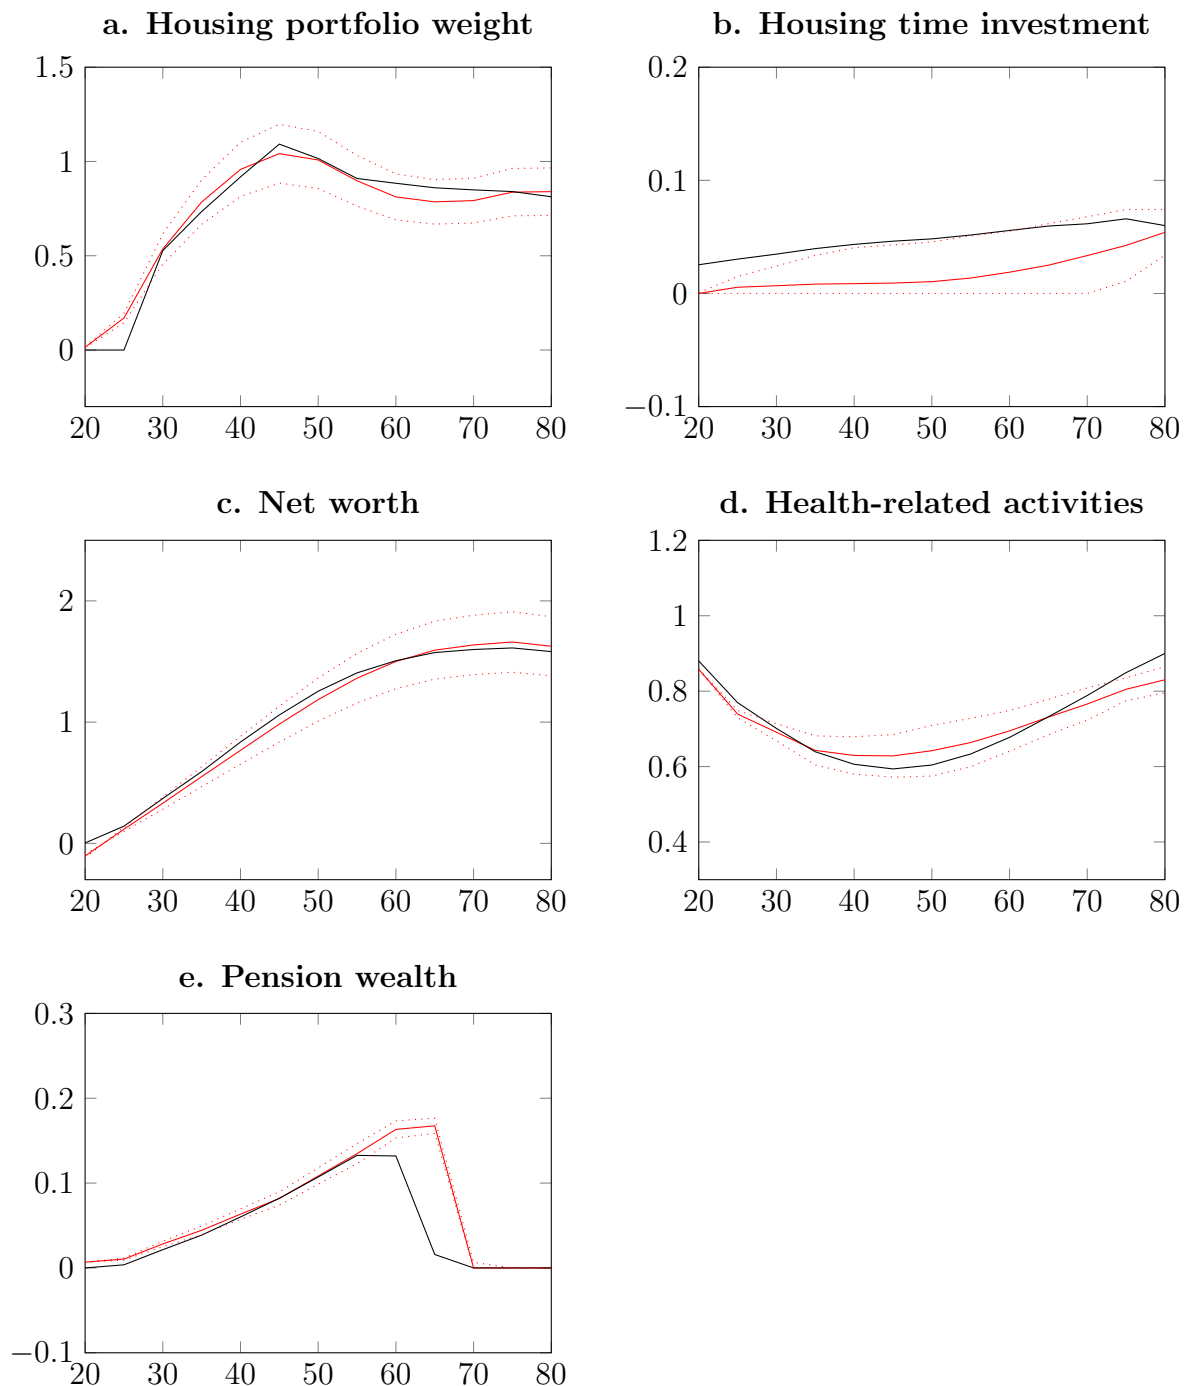 a. Housing portfolio weight
1.5
1
0.5
0
20 30 40 50 60 70 80
b. Housing time investment
0.2
0.1
0
−0.1
20 30 40 50 60 70 80
c. Net worth
2
1
0
20 30 40 50 60 70 80
d. Health-related activities
1.2
1
0.8
0.6
0.4
20 30 40 50 60 70 80
e. Pension wealth
0.3
0.2
0.1
0
−0.1
20 30 40 50 60 70 80